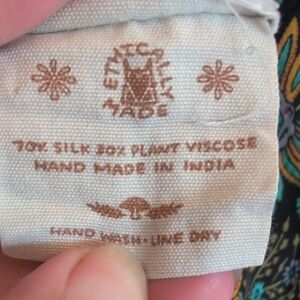 ETHICALLY
MADE
70% SILK 30% PLANT VISCOSE
HAND MADE IN INDIA
HAND WASH • LINE DRY